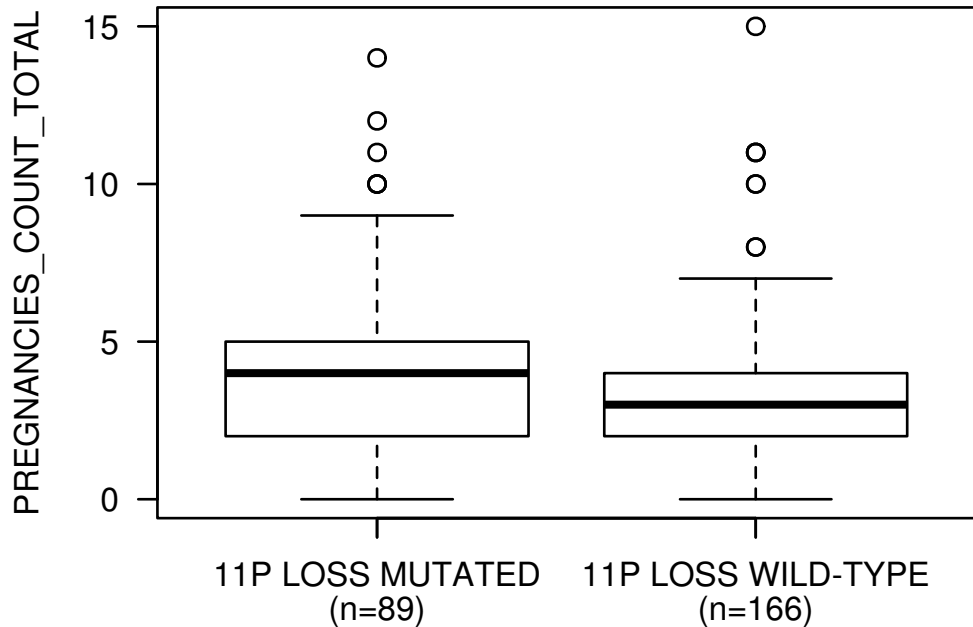 PREGNANCIES_COUNT_TOTAL
15
10
5
0
11P LOSS MUTATED
(n=89)
11P LOSS WILD-TYPE
(n=166)